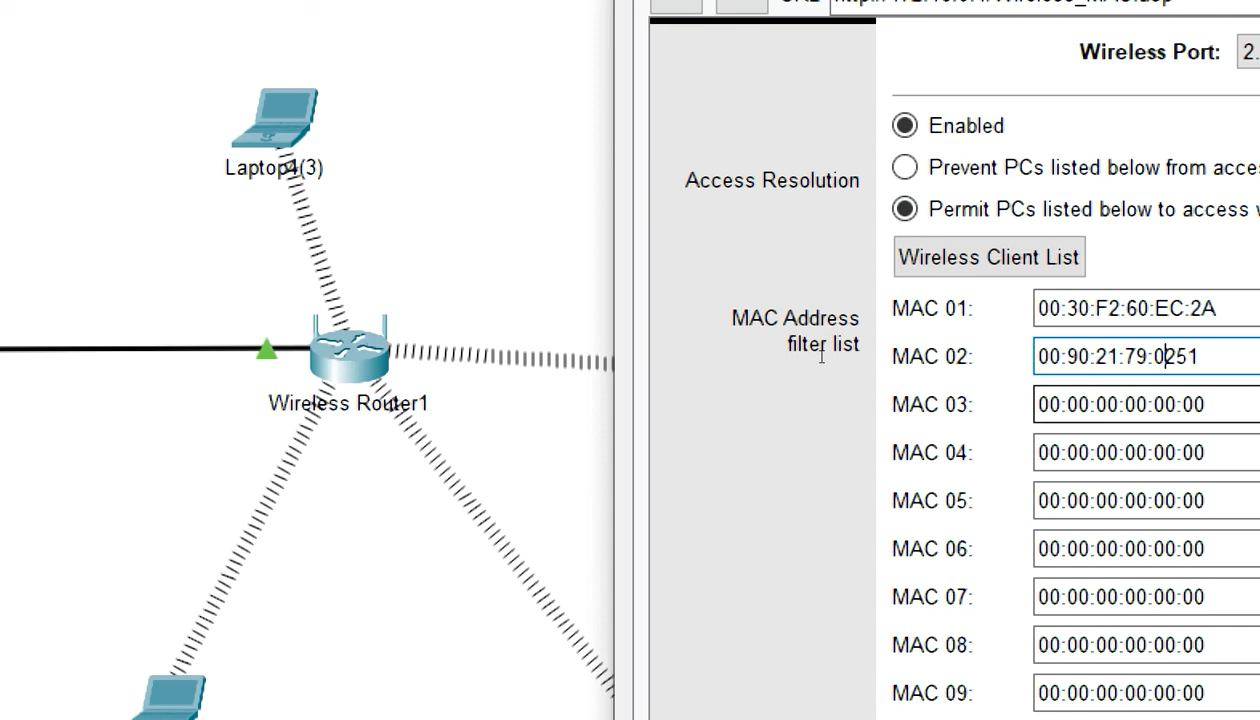 Wireless Port:
2.
Enabled
Laptop4(3)
Prevent PCs listed below from acce
Access Resolution
Permit PCs listed below to access
Wireless Client List
MAC Address
filter list
MAC 01: 00:30:F2:60:EC:2A
MAC 02: 00:90:21:79:0251
Wireless Router1
MAC 03: 00:00:00:00:00:00
MAC 04: 00:00:00:00:00:00
MAC 05: 00:00:00:00:00:00
MAC 06: 00:00:00:00:00:00
MAC 07: 00:00:00:00:00:00
MAC 08: 00:00:00:00:00:00
MAC 09: 00:00:00:00:00:00